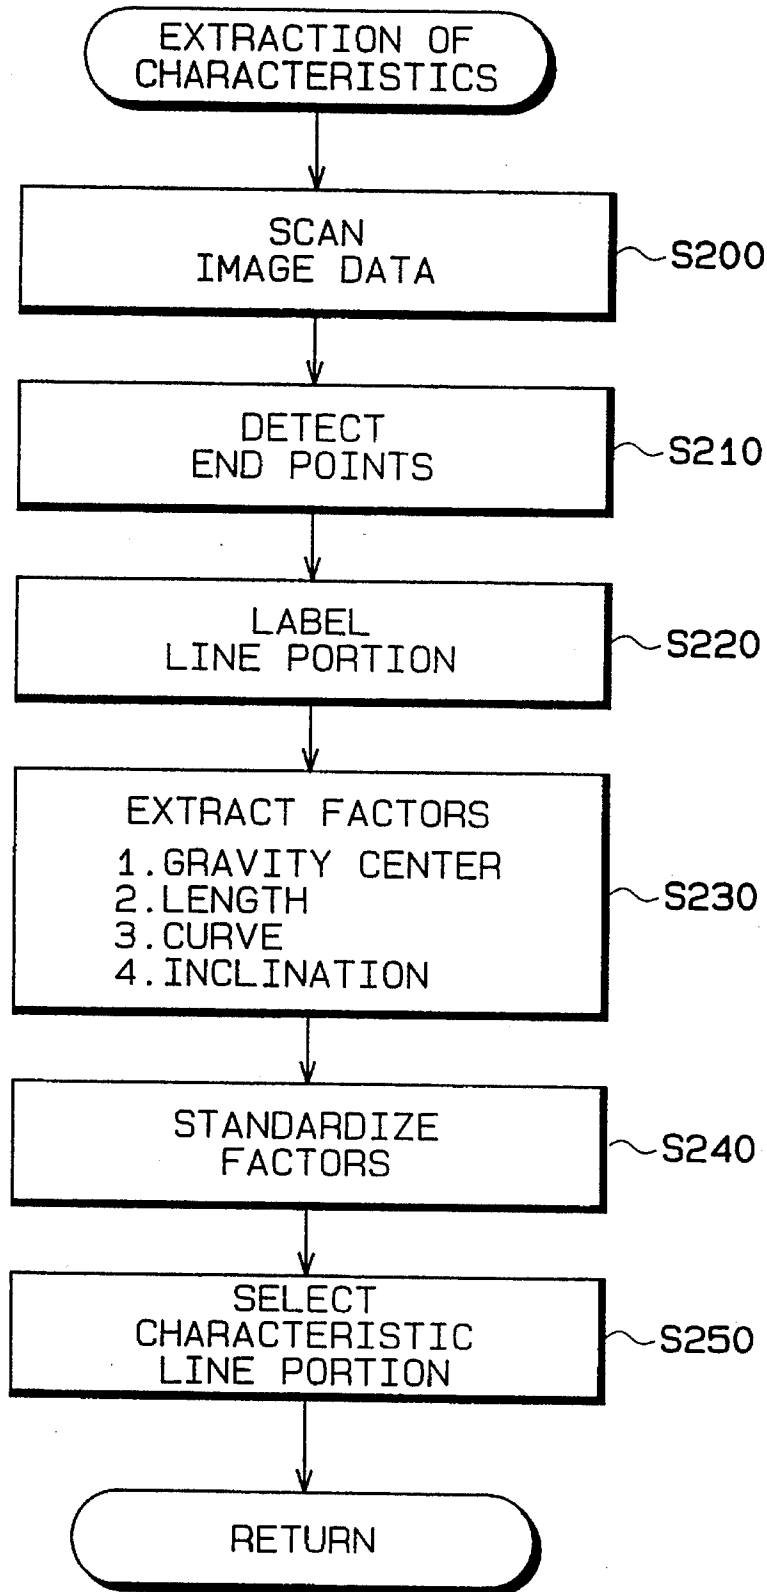 EXTRACTION OF
CHARACTERISTICS
SCAN
IMAGE DATA
S200
DETECT
END POINTS
S210
LABEL
LINE PORTION
S220
EXTRACT FACTORS
1.GRAVITY CENTER
2.LENGTH
3.CURVE
4.INCLINATION
S230
STANDARDIZE
FACTORS
S240
SELECT
CHARACTERISTIC
LINE PORTION
S250
RETURN